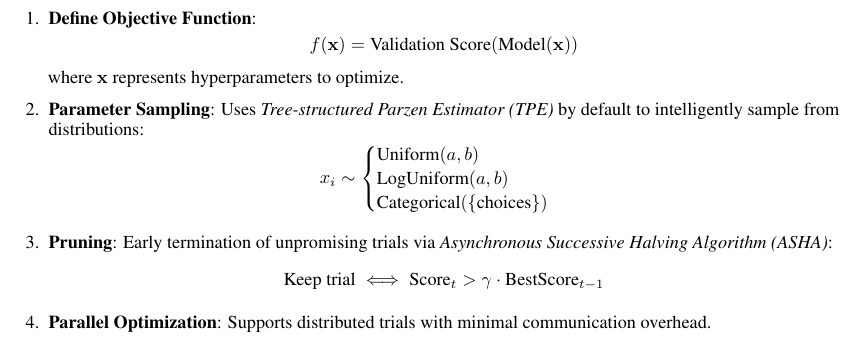 1. Define Objective Function:
f(x) = Validation Score(Model(x))
where x represents hyperparameters to optimize.
2. Parameter Sampling: Uses Tree-structured Parzen Estimator (TPE) by default to intelligently sample from
distributions:
x_i ∼ { Uniform(a, b)
LogUniform(a, b)
Categorical({choices})
3. Pruning: Early termination of unpromising trials via Asynchronous Successive Halving Algorithm (ASHA):
Keep trial ⟺ Score_t > γ · BestScore_{t−1}
4. Parallel Optimization: Supports distributed trials with minimal communication overhead.